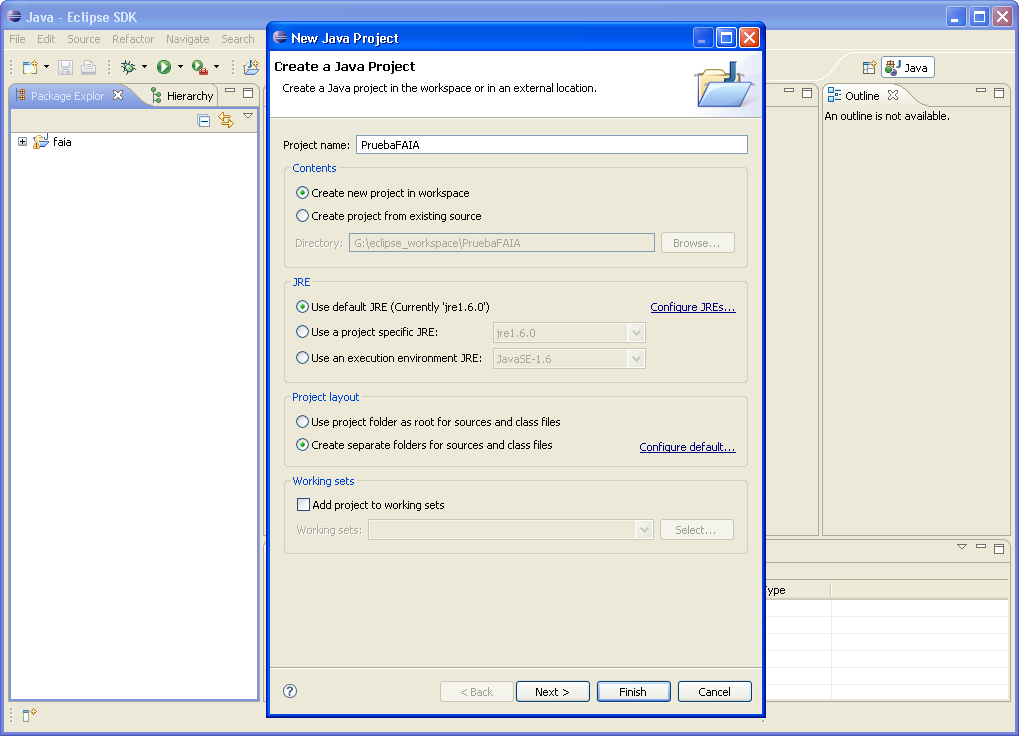 Java - Eclipse SDK
File Edit Source Refactor Navigate Search
Java
Package Explor
Hierarchy
faia
Outline
An outline is not available.
New Java Project
Create a Java Project
Create a Java project in the workspace or in an external location.
Project name: PruebaFAIA
Contents
Create new project in workspace
Create project from existing source
Directory: G:\eclipse_workspace\PruebaFAIA Browse...
JRE
Use default JRE (Currently 'jre1.6.0') Configure JREs...
Use a project specific JRE: jre1.6.0
Use an execution environment JRE: JavaSE-1.6
Project layout
Use project folder as root for sources and class files
Create separate folders for sources and class files Configure default...
Working sets
Add project to working sets
Working sets: Select...
ype
< Back Next > Finish Cancel